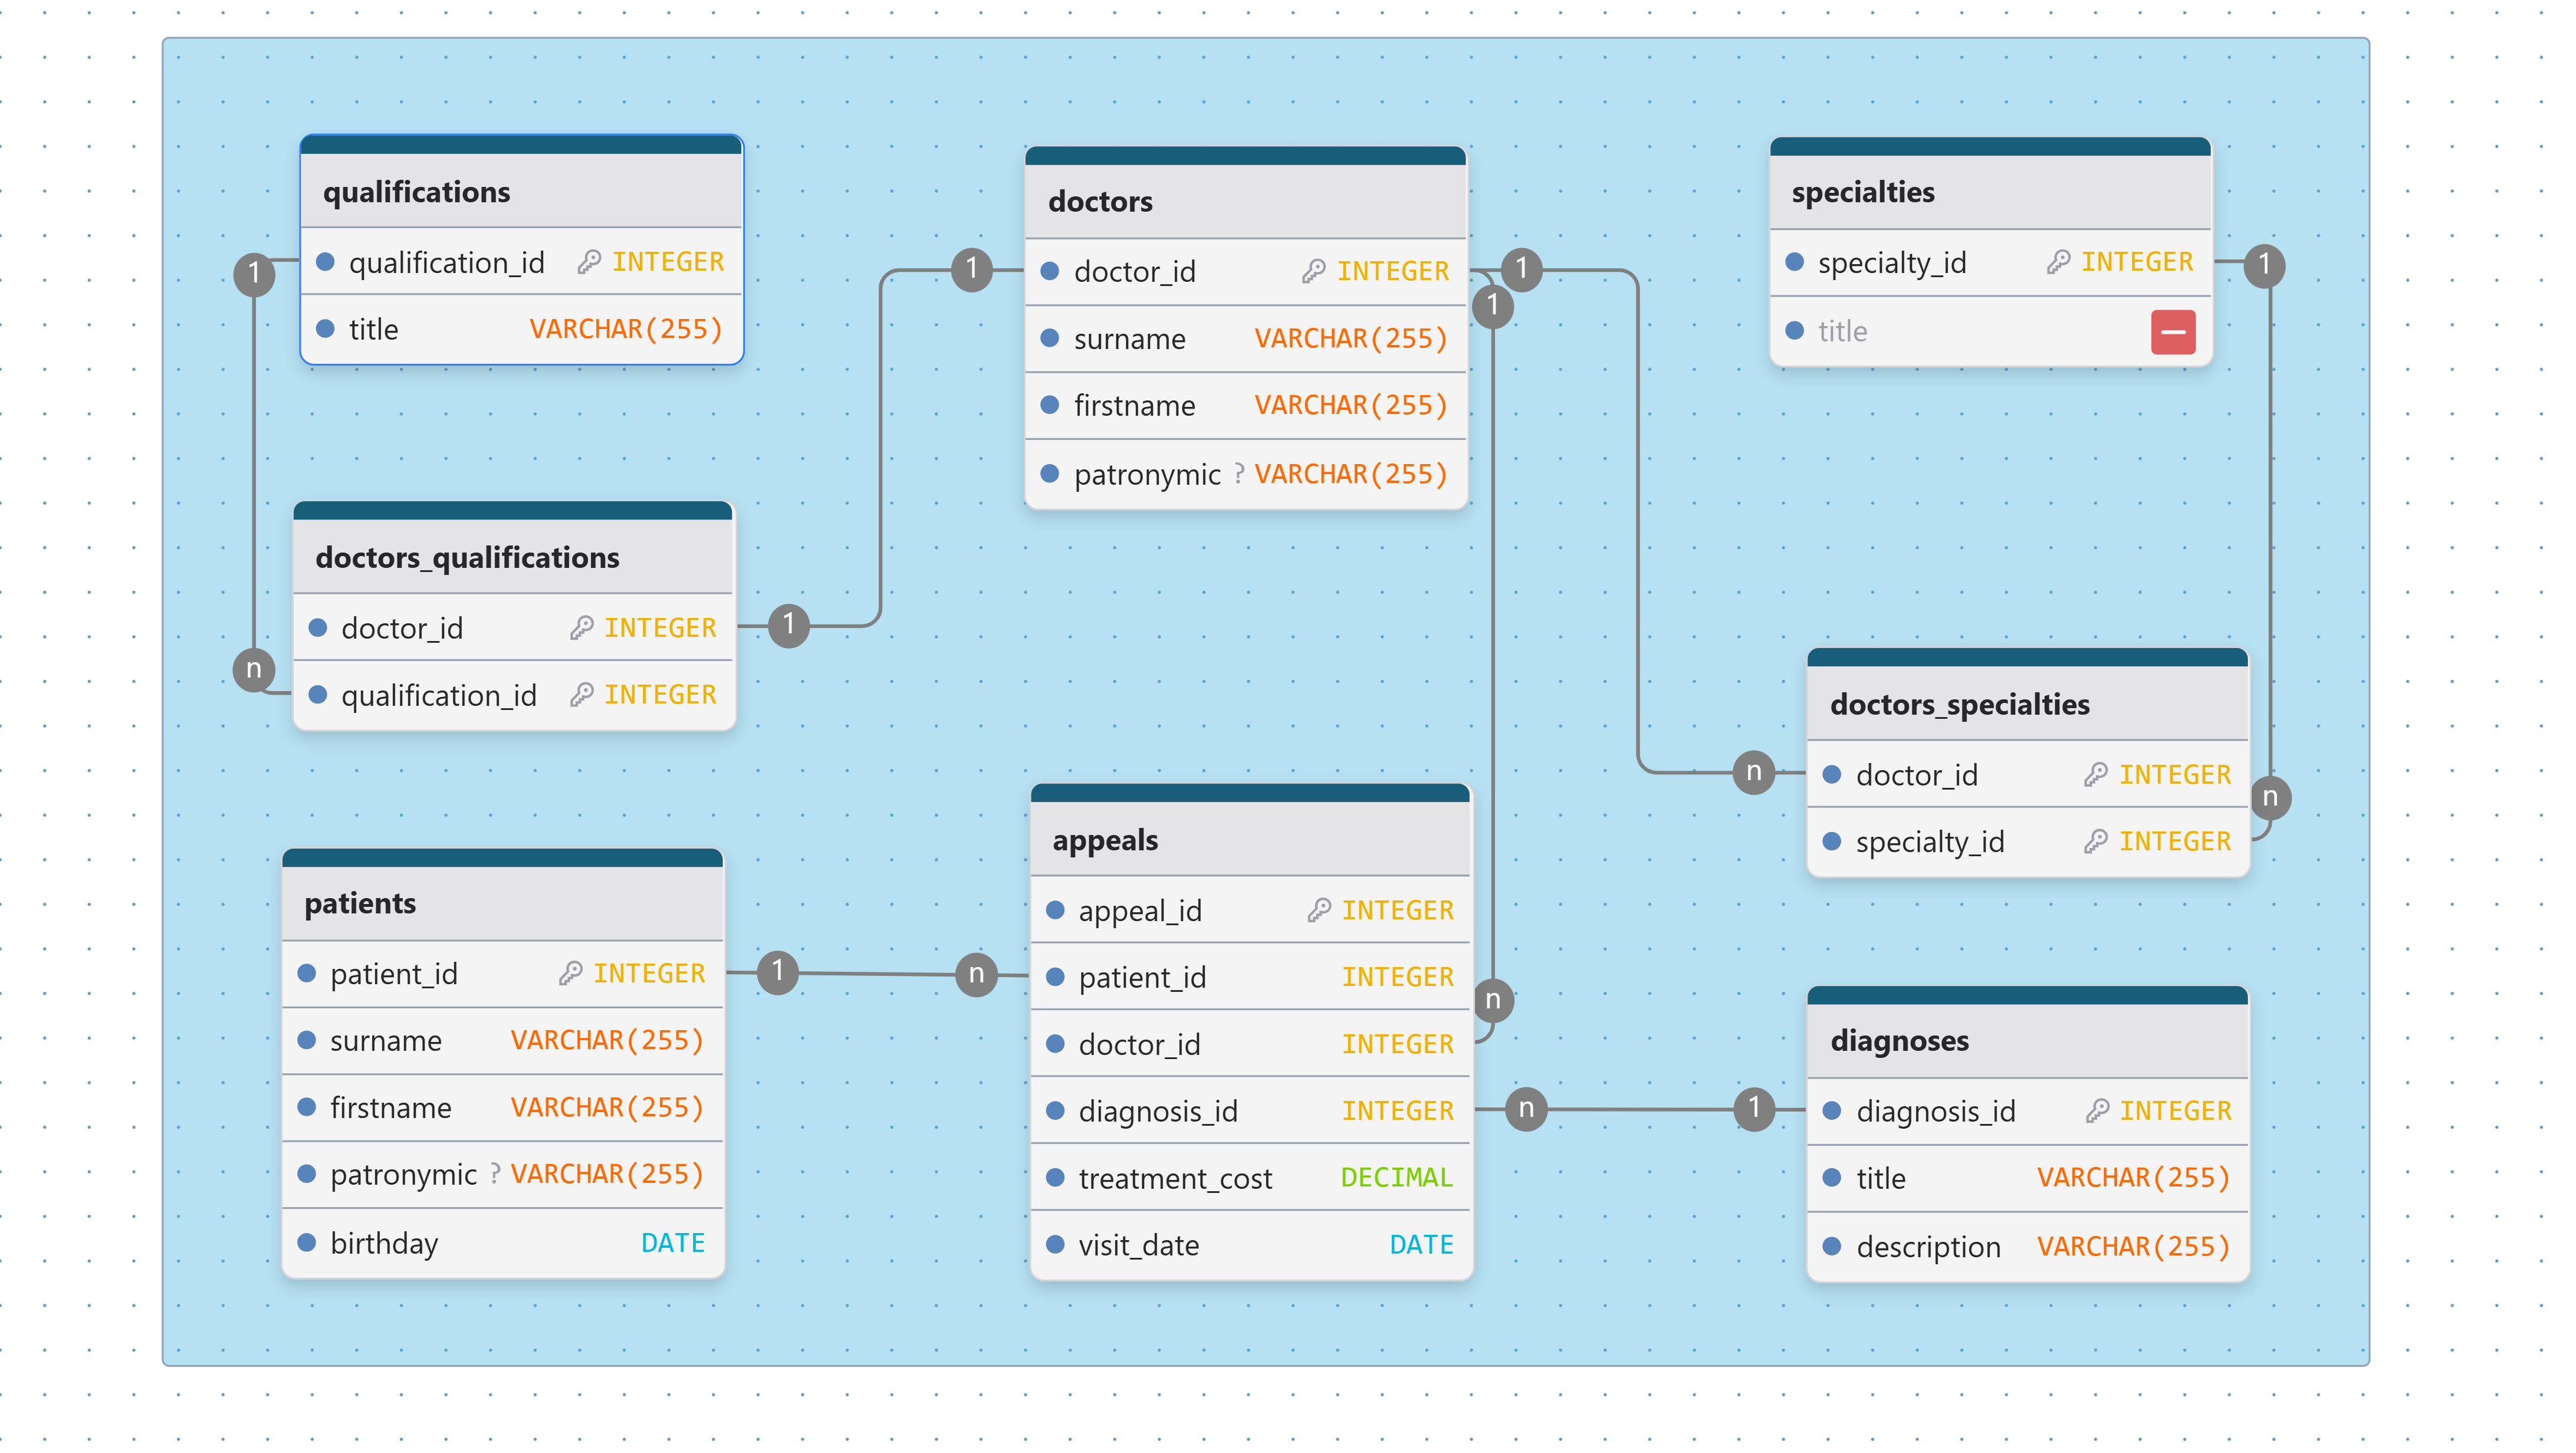 qualifications
qualification_id INTEGER
title VARCHAR(255)
doctors
doctor_id INTEGER
surname VARCHAR(255)
firstname VARCHAR(255)
patronymic ? VARCHAR(255)
specialties
specialty_id INTEGER
title
doctors_qualifications
doctor_id INTEGER
qualification_id INTEGER
doctors_specialties
doctor_id INTEGER
specialty_id INTEGER
patients
patient_id INTEGER
surname VARCHAR(255)
firstname VARCHAR(255)
patronymic ? VARCHAR(255)
birthday DATE
appeals
appeal_id INTEGER
patient_id INTEGER
doctor_id INTEGER
diagnosis_id INTEGER
treatment_cost DECIMAL
visit_date DATE
diagnoses
diagnosis_id INTEGER
title VARCHAR(255)
description VARCHAR(255)
1
n
1
1
1
n
1
n
1
n
1
n
n
1